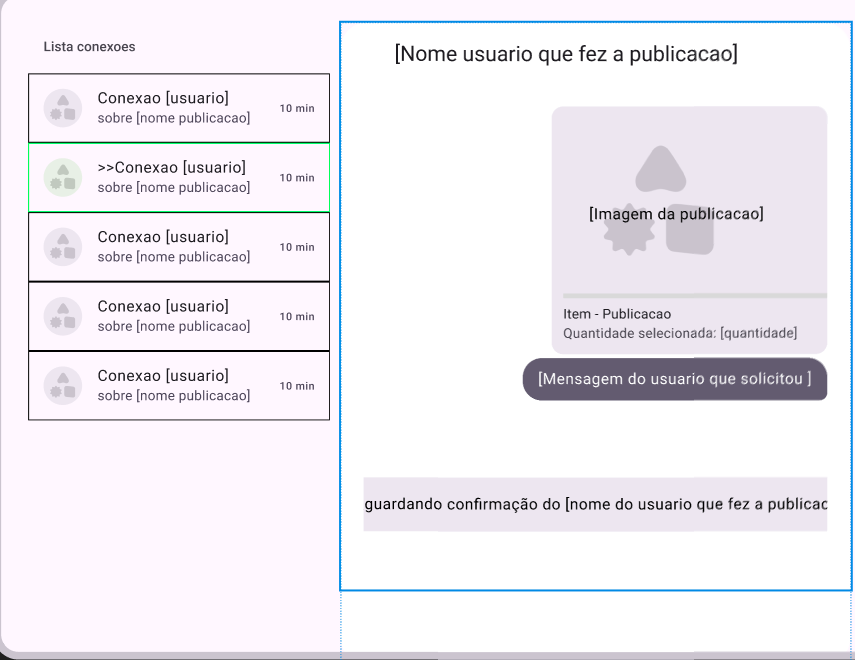 Lista conexoes
Conexao [usuario]
sobre [nome publicacao]
10 min
>>Conexao [usuario]
sobre [nome publicacao]
10 min
Conexao [usuario]
sobre [nome publicacao]
10 min
Conexao [usuario]
sobre [nome publicacao]
10 min
Conexao [usuario]
sobre [nome publicacao]
10 min
[Nome usuario que fez a publicacao]
[Imagem da publicacao]
Item - Publicacao
Quantidade selecionada: [quantidade]
[Mensagem do usuario que solicitou ]
guardando confirmação do [nome do usuario que fez a publicac